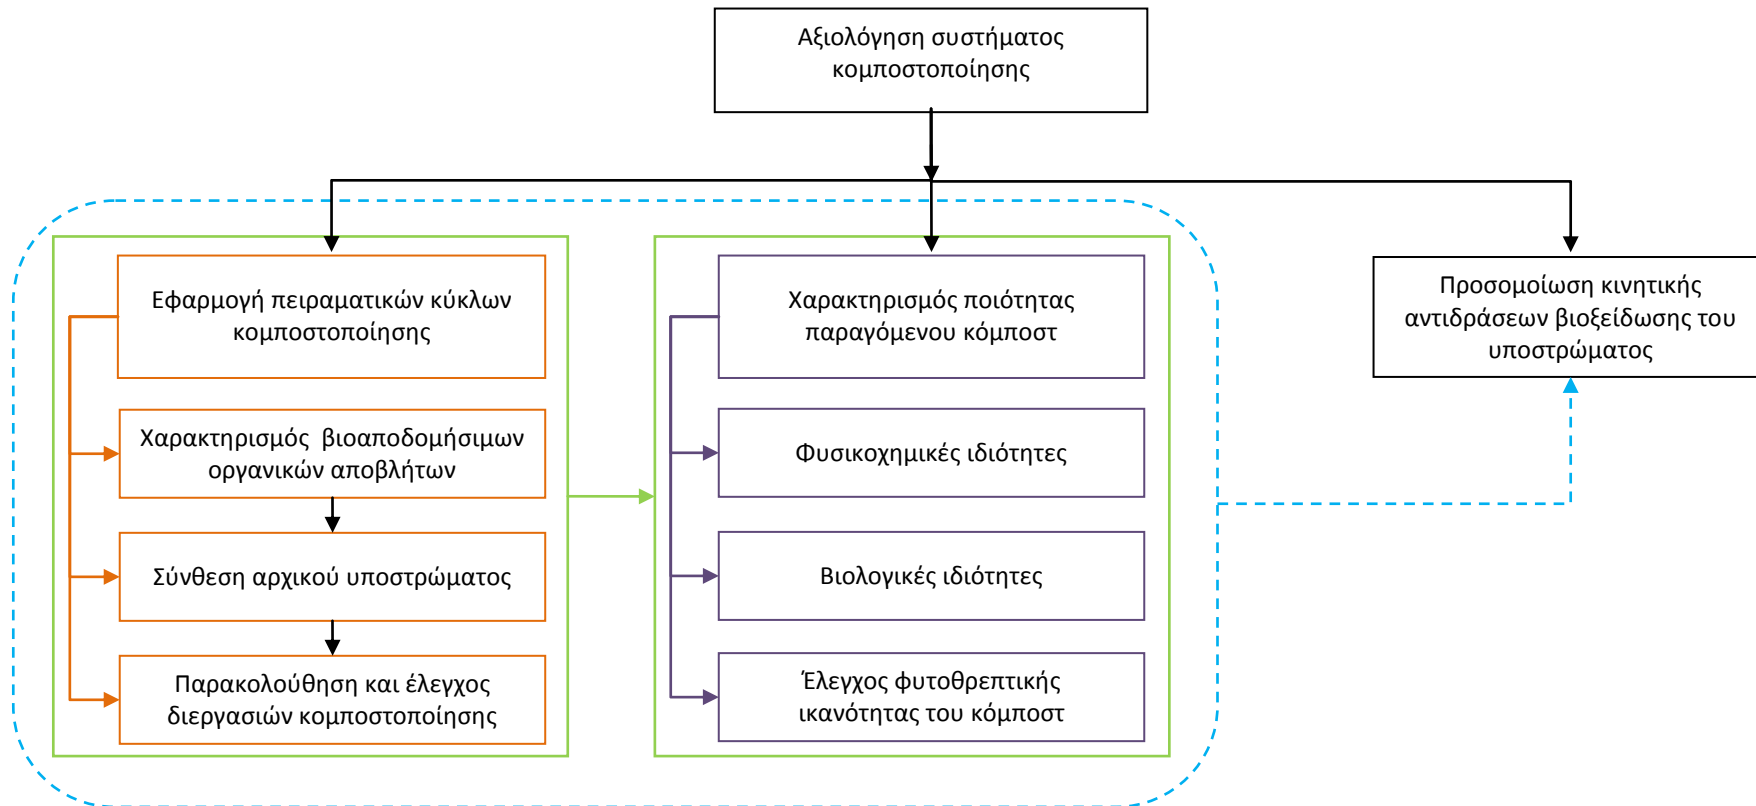 Αξιολόγηση συστήματος
κομποστοποίησης
Εφαρμογή πειραματικών κύκλων
κομποστοποίησης
Χαρακτηρισμός βιοαποδομήσιμων
οργανικών αποβλήτων
Σύνθεση αρχικού υποστρώματος
Παρακολούθηση και έλεγχος
διεργασιών κομποστοποίησης
Χαρακτηρισμός ποιότητας
παραγόμενου κόμποστ
Φυσικοχημικές ιδιότητες
Βιολογικές ιδιότητες
Έλεγχος φυτοθρεπτικής
ικανότητας του κόμποστ
Προσομοίωση κινητικής
αντιδράσεων βιοξείδωσης του
υποστρώματος